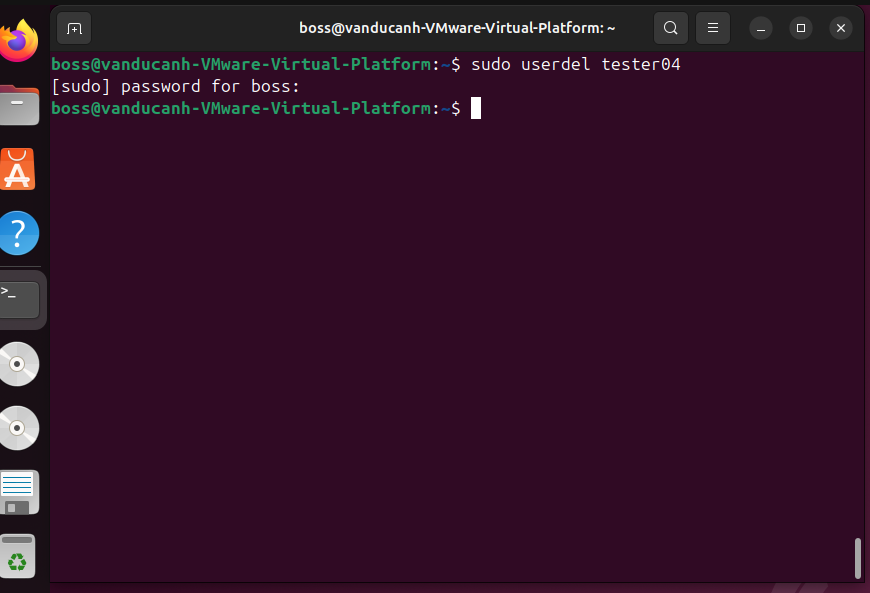 boss@vanducanh-VMware-Virtual-Platform: ~
boss@vanducanh-VMware-Virtual-Platform:~$ sudo userdel tester04
[sudo] password for boss:
boss@vanducanh-VMware-Virtual-Platform:~$